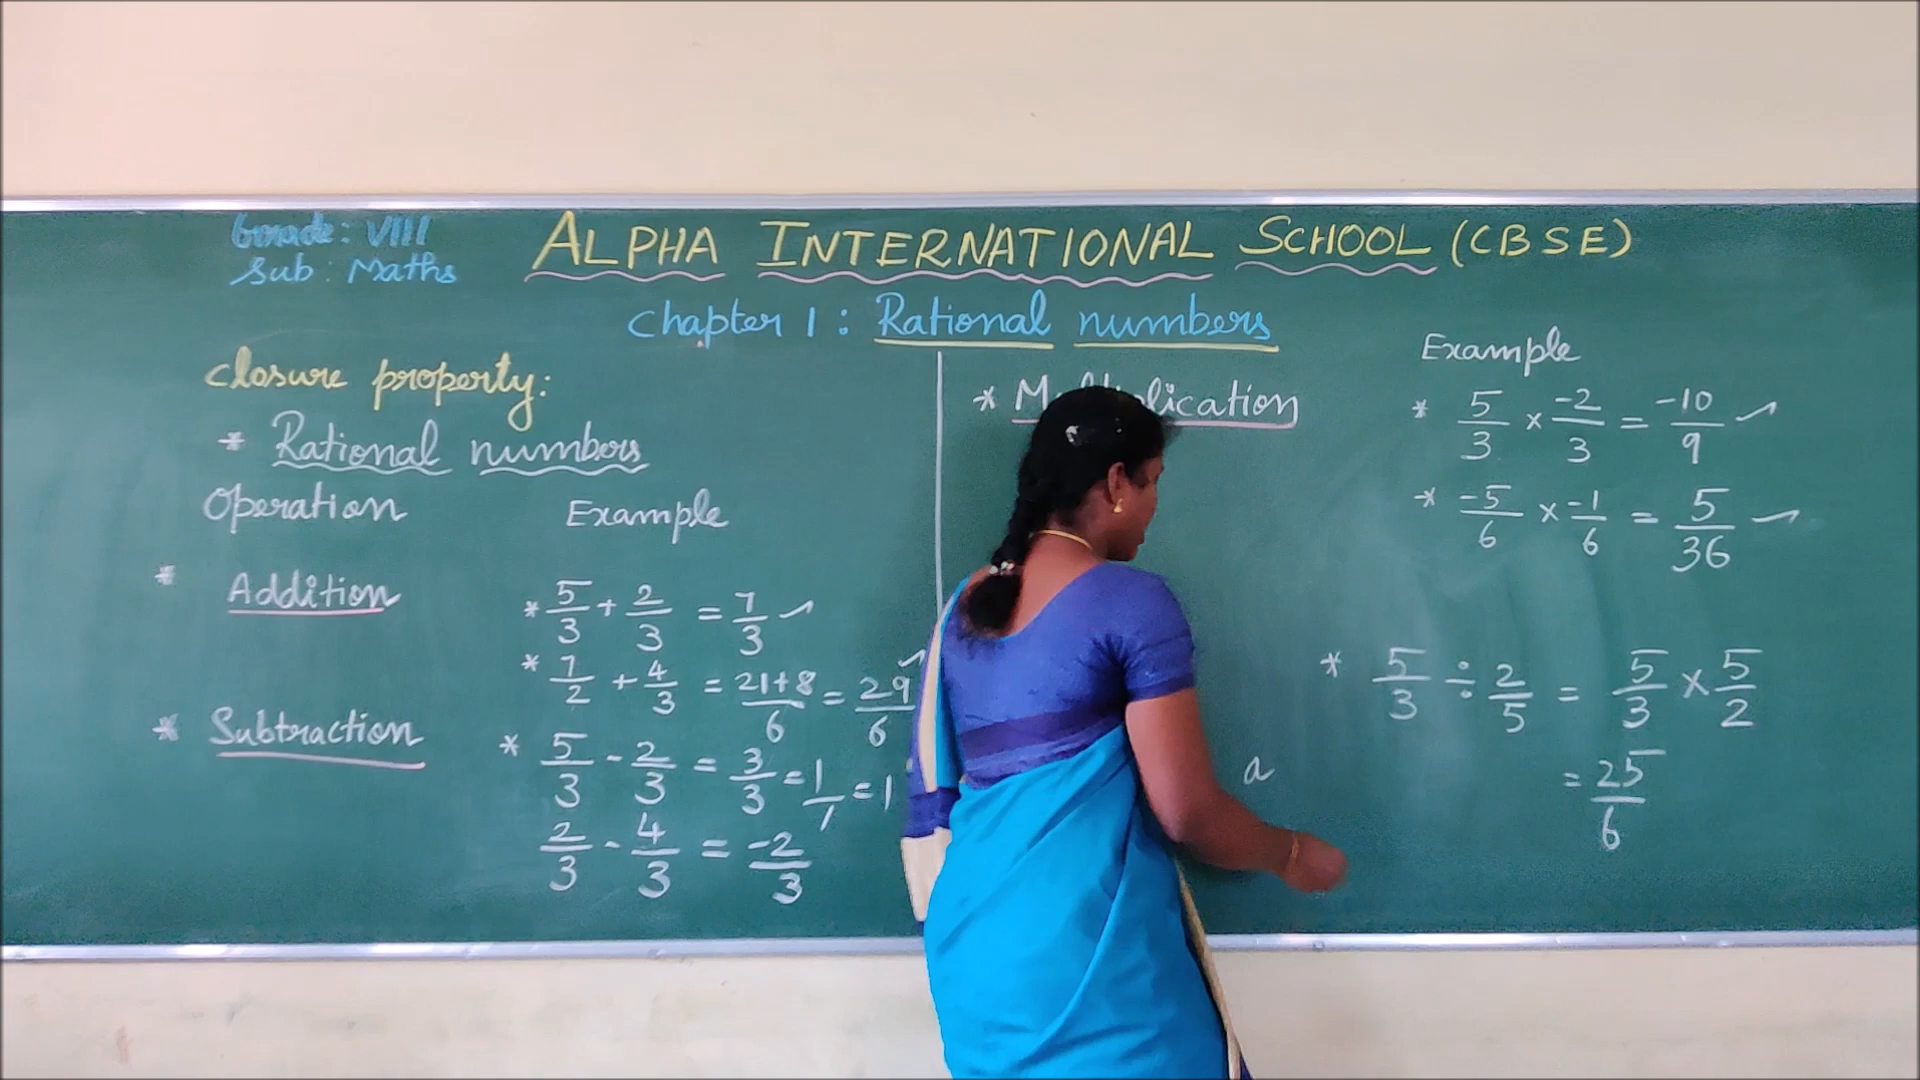 Grade: VIII
Sub: Maths
ALPHA INTERNATIONAL SCHOOL (CBSE)
Chapter 1: Rational numbers
Closure property:
* Rational numbers
Operation Example
* Addition
* 5/3 + 2/3 = 7/3 ✓
* 7/2 + 4/3 = 21+8/6 = 29/6 ✓
* Subtraction
* 5/3 - 2/3 = 3/3 = 1/1 = 1
2/3 - 4/3 = -2/3
*
Example
* 5/3 × -2/3 = -10/9 ✓
* -5/6 × -1/6 = 5/36 ✓
* 5/3 ÷ 2/5 = 5/3 × 5/2
= 25/6
a